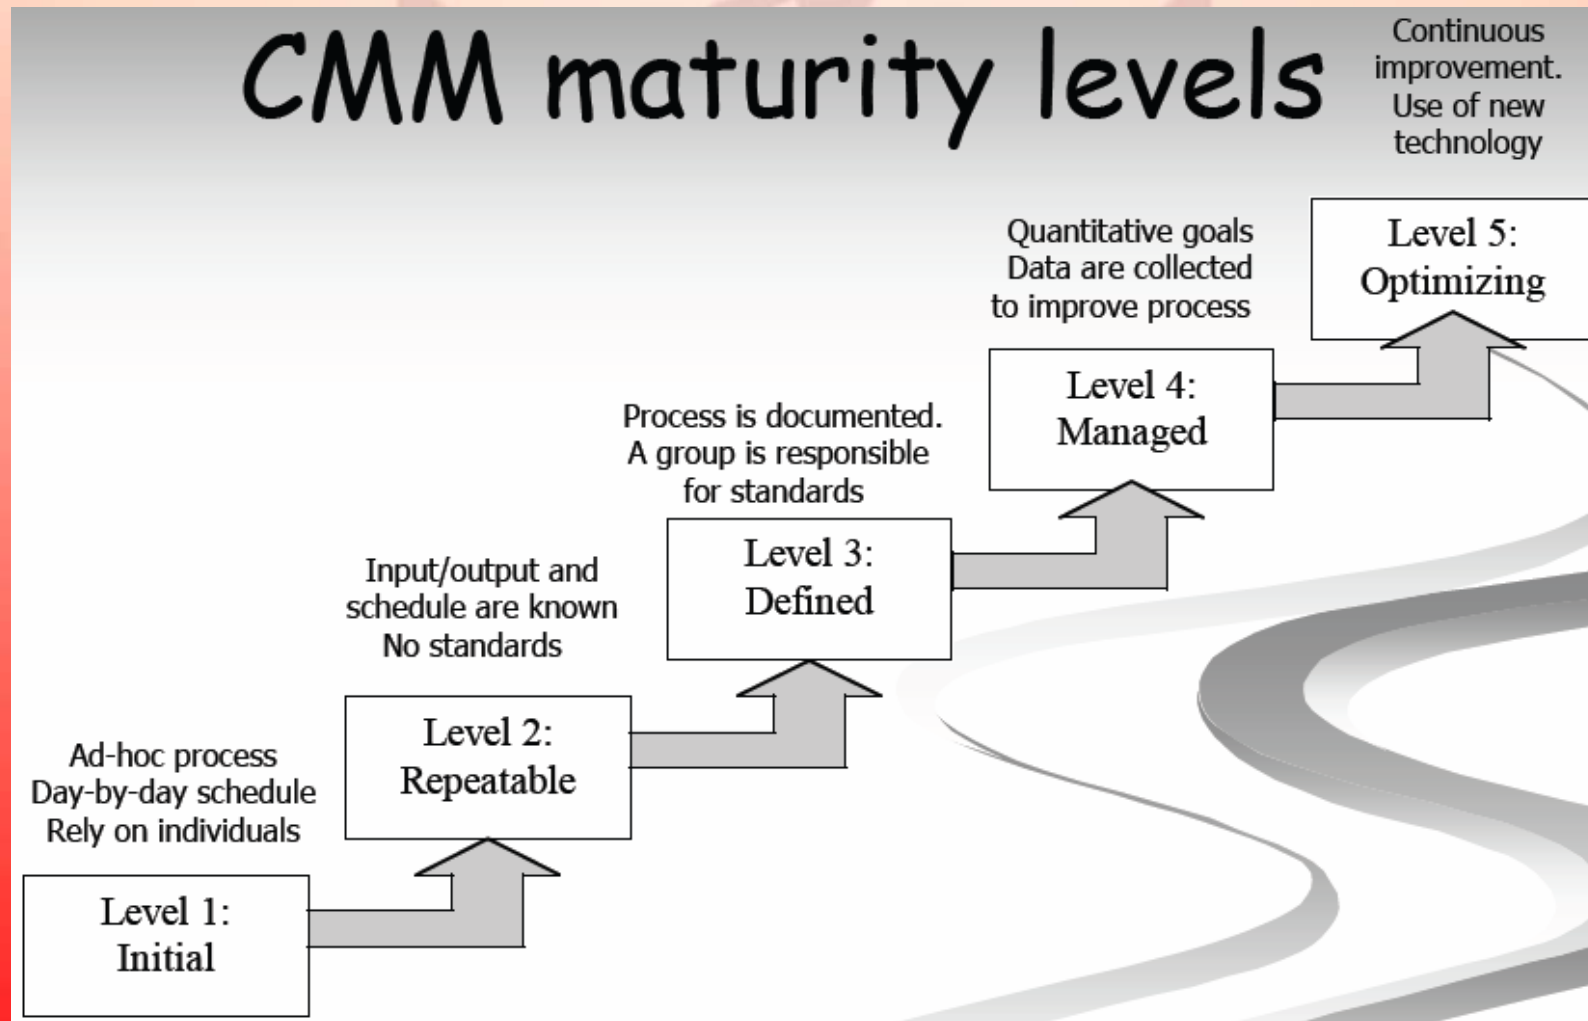 CMM maturity levels
Continuous
improvement.
Use of new
technology
Level 5:
Optimizing
Quantitative goals
Data are collected
to improve process
Level 4:
Managed
Process is documented.
A group is responsible
for standards
Level 3:
Defined
Input/output and
schedule are known
No standards
Level 2:
Repeatable
Ad-hoc process
Day-by-day schedule
Rely on individuals
Level 1:
Initial